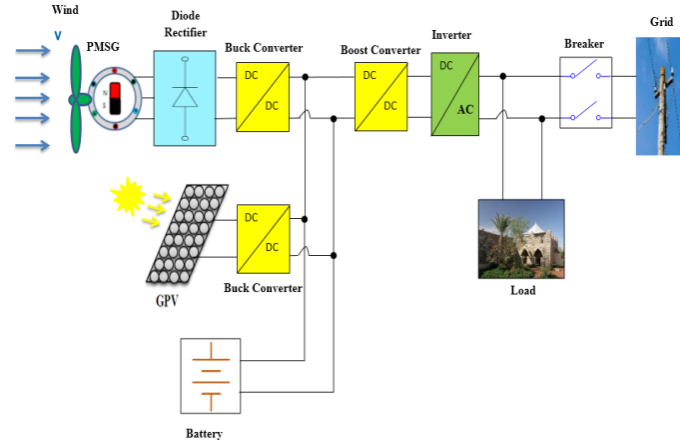 Wind
V
PMSG
N
S
Diode
Rectifier
Buck Converter
DC
DC
Boost Converter
DC
DC
Inverter
DC
AC
Breaker
Grid
GPV
DC
DC
Buck Converter
Load
Battery